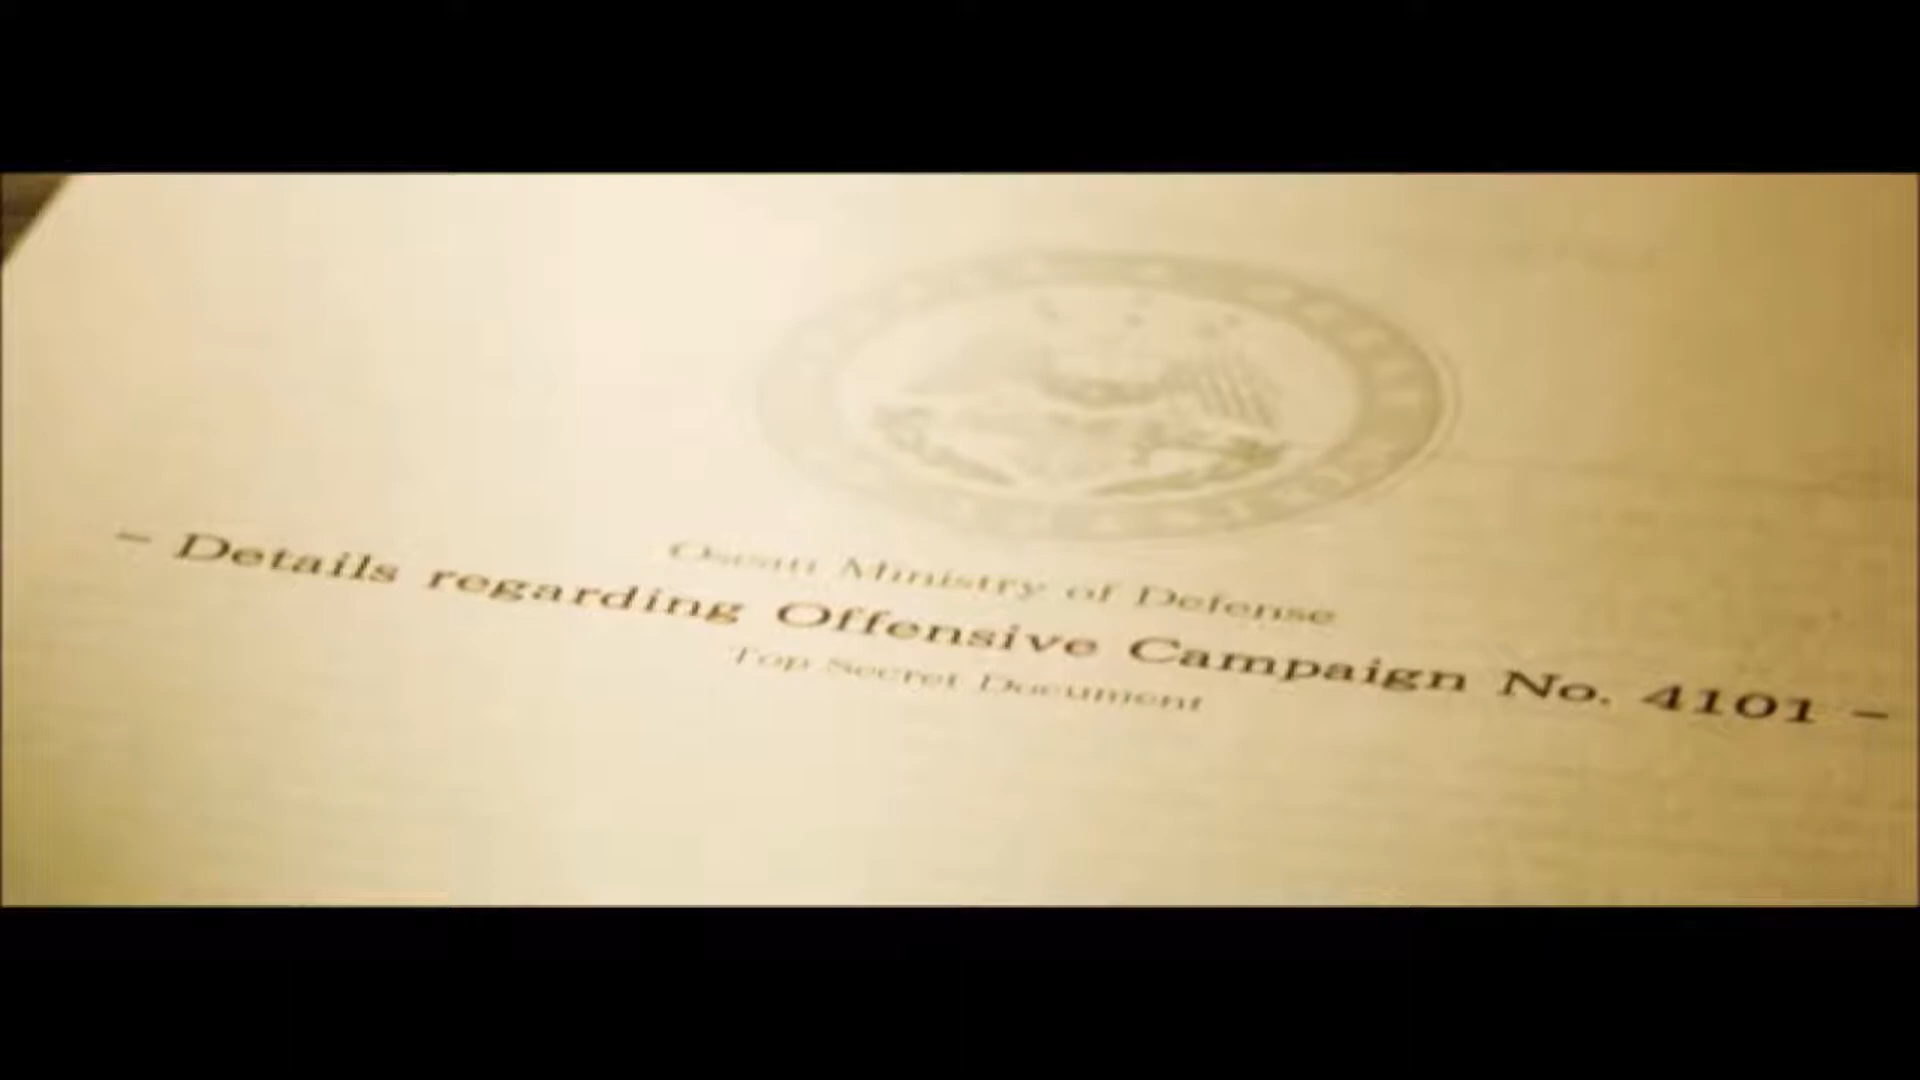 Osean Ministry of Defense
- Details regarding Offensive Campaign No. 4101 -
Top Secret Document